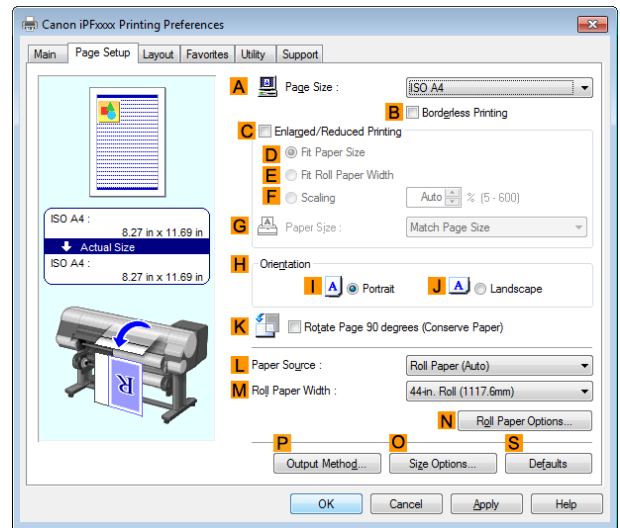 Canon iPFxxxx Printing Preferences
Main Page Setup Layout Favorites Utility Support
A Page Size : ISO A4
B Borderless Printing
C Enlarged/Reduced Printing
D Fit Paper Size
E Fit Roll Paper Width
F Scaling Auto % (5 - 600)
G Paper Size : Match Page Size
ISO A4 :
8.27 in x 11.69 in
Actual Size
ISO A4 :
8.27 in x 11.69 in
H Orientation
I A Portrait J A Landscape
K Rotate Page 90 degrees (Conserve Paper)
L Paper Source : Roll Paper (Auto)
M Roll Paper Width : 44-in. Roll (1117.6mm)
R
N Roll Paper Options...
P O S
Output Method... Size Options... Defaults
OK Cancel Apply Help